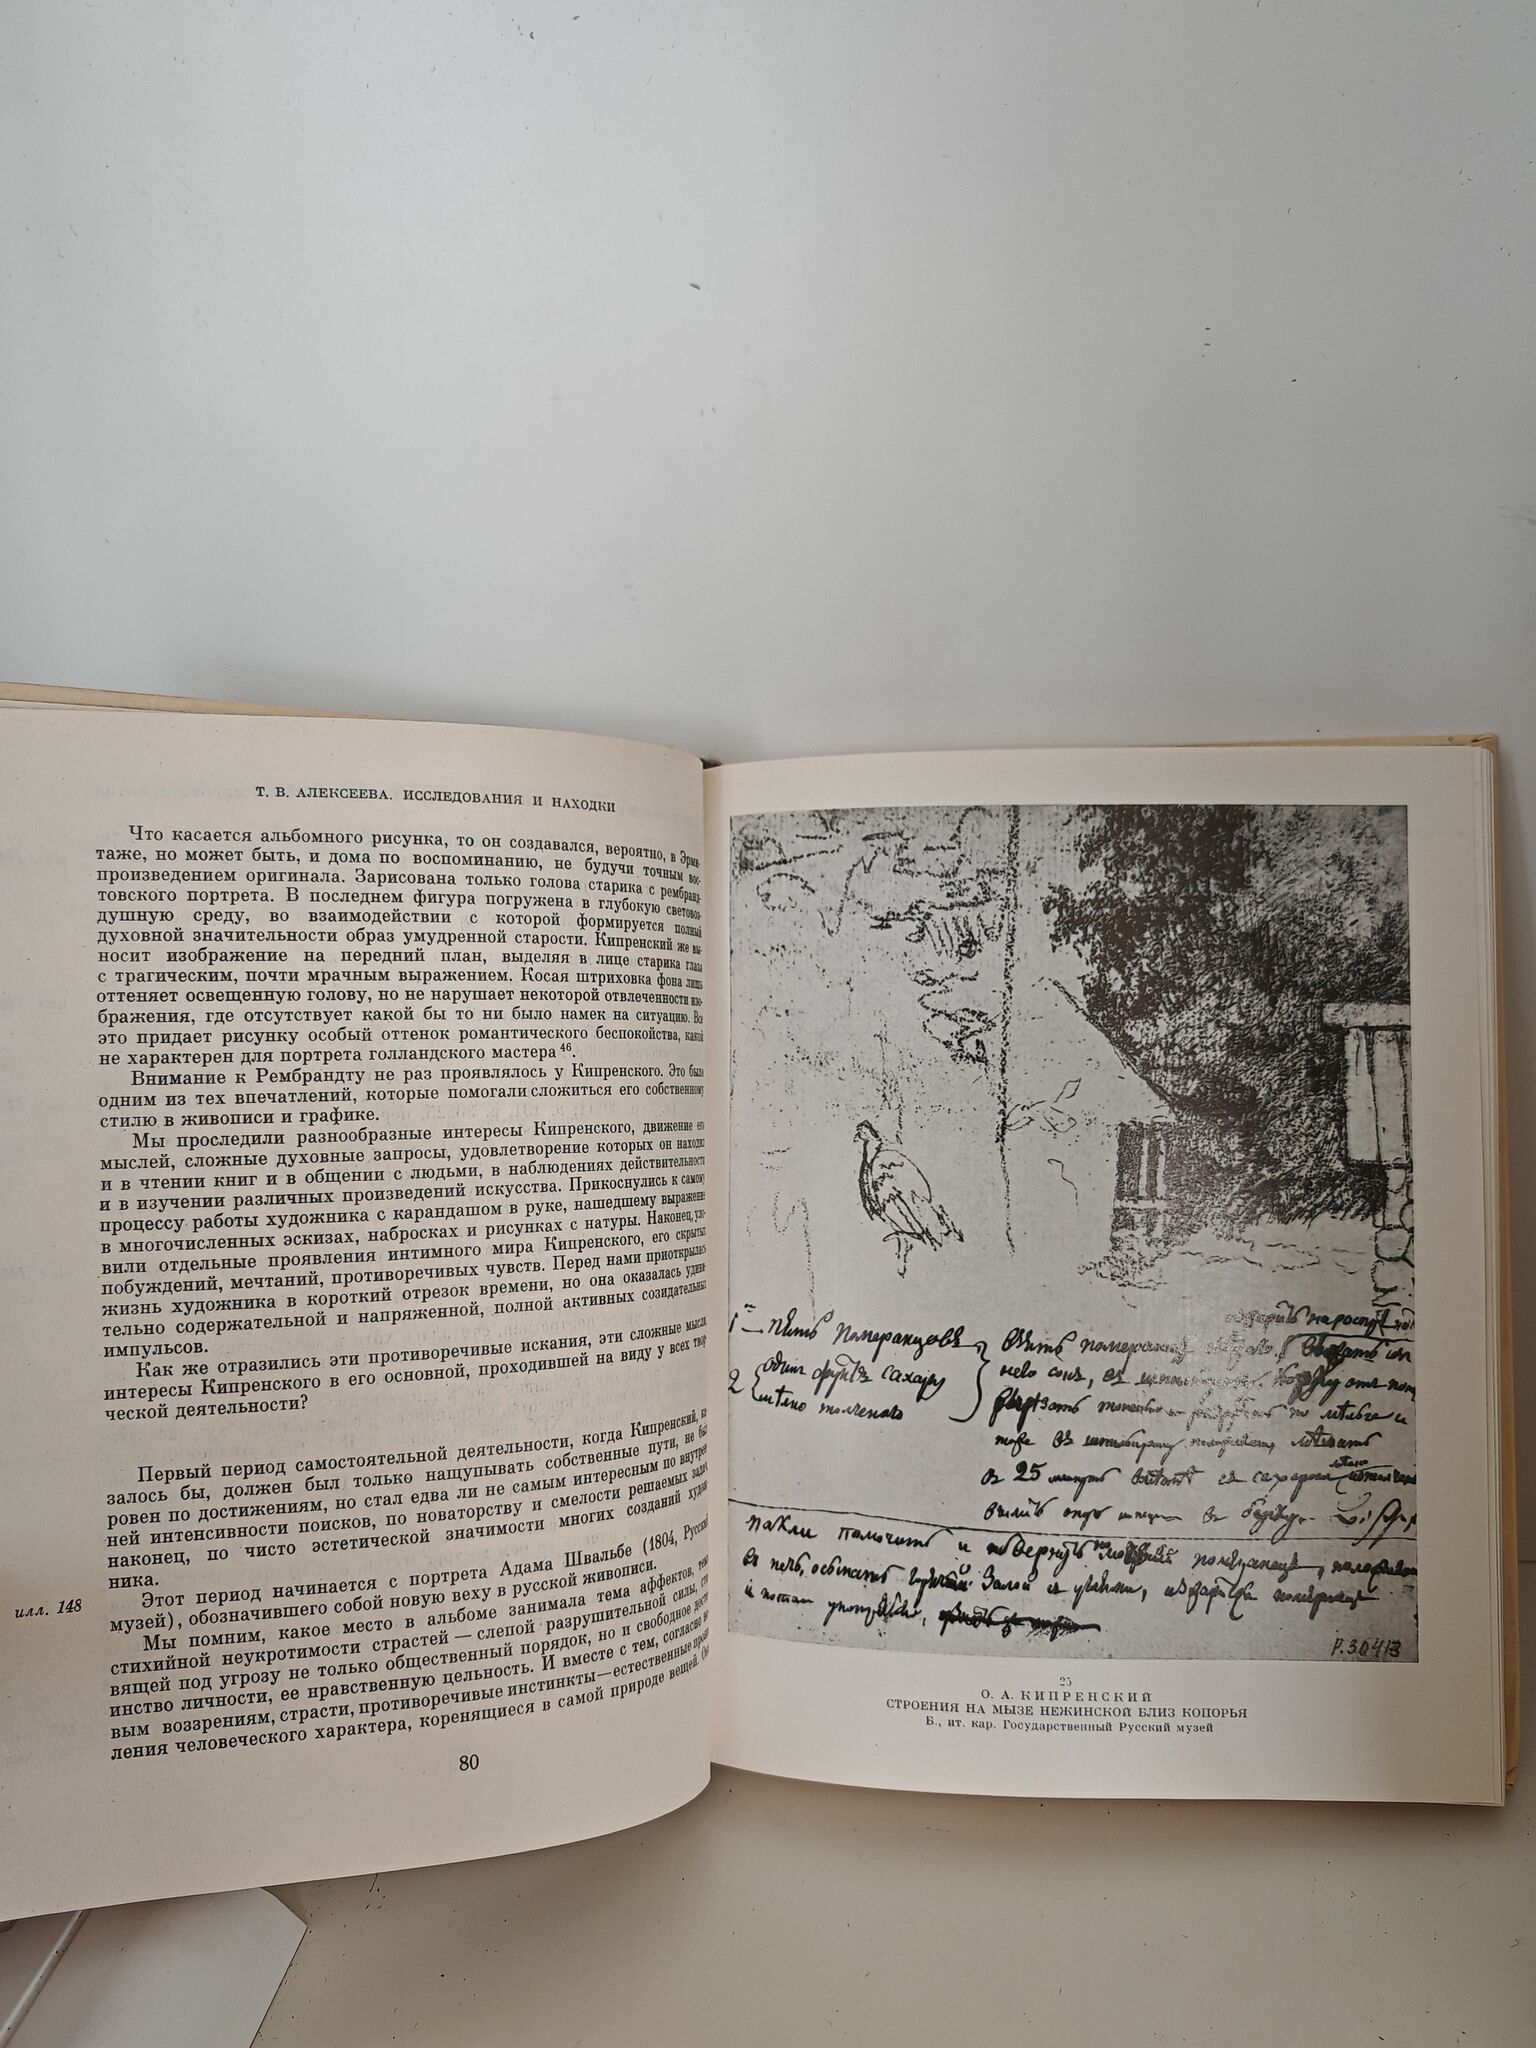 Т. В. АЛЕКСЕЕВА. ИССЛЕДОВАНИЯ И НАХОДКИ
Что касается альбомного рисунка, то он создавался, вероятно, в Эрми-
таже, но может быть, и дома по воспоминанию, не будучи точным вос-
произведением оригинала. Зарисована только голова старика с рембранд-
товского портрета. В последнем фигура погружена в глубокую световоз-
душную среду, во взаимодействии с которой формируется полный
духовной значительности образ умудренной старости. Кипренский же вы-
носит изображение на передний план, выделяя в лице старика глаза
с трагическим, почти мрачным выражением. Косая штриховка фона лишь
оттеняет освещенную голову, но не нарушает некоторой отвлеченности изо-
бражения, где отсутствует какой бы то ни было намек на ситуацию. Все
это придает рисунку особый оттенок романтического беспокойства, какой
не характерен для портрета голландского мастера 46.
Внимание к Рембрандту не раз проявлялось у Кипренского. Это было
одним из тех впечатлений, которые помогали сложиться его собственному
стилю в живописи и графике.
Мы проследили разнообразные интересы Кипренского, движение его
мыслей, сложные духовные запросы, удовлетворение которых он находил
и в чтении книг и в общении с людьми, в наблюдениях действительности
и в изучении различных произведений искусства. Прикоснулись к самому
процессу работы художника с карандашом в руке, нашедшему выражение
в многочисленных эскизах, набросках и рисунках с натуры. Наконец, уло-
вили отдельные проявления интимного мира Кипренского, его скрытых
побуждений, мечтаний, противоречивых чувств. Перед нами приоткрылась
жизнь художника в короткий отрезок времени, но она оказалась удиви-
тельно содержательной и напряженной, полной активных созидательных
импульсов.
Как же отразились эти противоречивые искания, эти сложные мысли,
интересы Кипренского в его основной, проходившей на виду у всех твор-
ческой деятельности?
Первый период самостоятельной деятельности, когда Кипренский, ка-
залось бы, должен был только нащупывать собственные пути, не был
ровен по достижениям, но стал едва ли не самым интересным по внутрен-
ней интенсивности поисков, по новаторству и смелости решаемых задач,
наконец, по чисто эстетической значимости многих созданий худож-
ника.
Этот период начинается с портрета Адама Швальбе (1804, Русский
музей), обозначившего собой новую веху в русской живописи.
илл. 148
Мы помним, какое место в альбоме занимала тема аффектов, тема
стихийной неукротимости страстей — слепой разрушительной силы,
вящей под угрозу не только общественный порядок, но и свободное досто-
инство личности, ее нравственную цельность. И вместе с тем, согласно
вым воззрениям, страсти, противоречивые инстинкты—естественные прояв-
ления человеческого характера, коренящиеся в самой природе вещей.
80
1
пять померанцовъ
2
одинъ фунтъ сахару
мѣлко толченого
взять
въ 25 минутъ
пакли помочить и
въ печь,
Р. 30413
25
О. А. КИПРЕНСКИЙ
СТРОЕНИЯ НА МЫЗЕ НЕЖИНСКОЙ БЛИЗ КОПОРЬЯ
Б., ит. кар. Государственный Русский музей